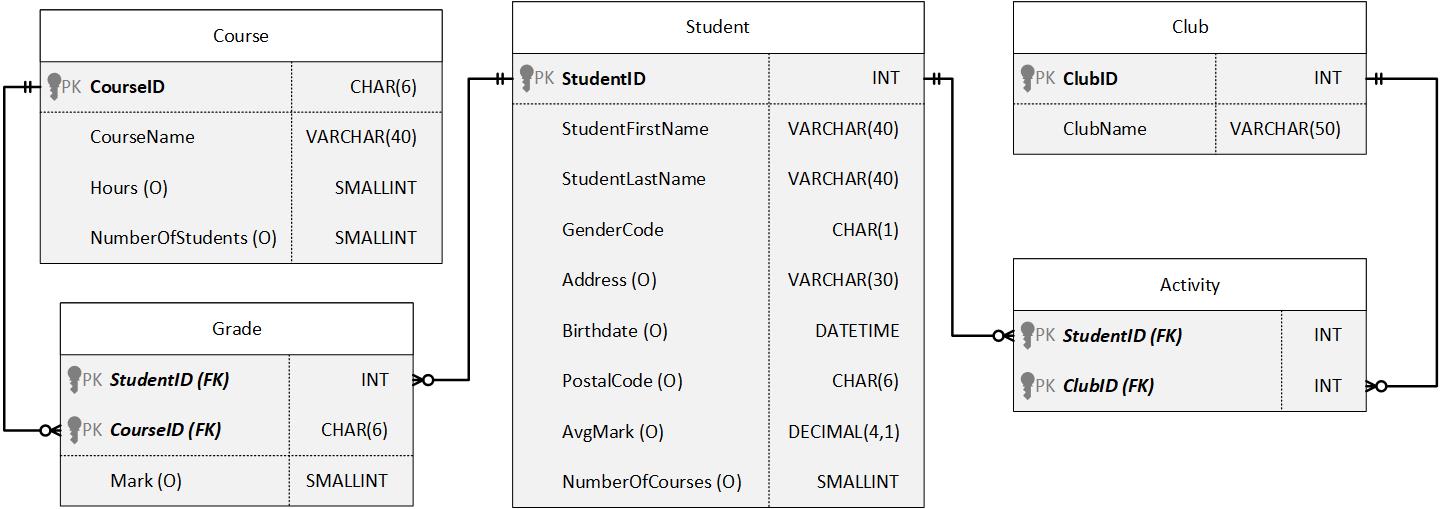 Course
PK CourseID CHAR(6)
CourseName VARCHAR(40)
Hours (O) SMALLINT
NumberOfStudents (O) SMALLINT
Grade
PK StudentID (FK) INT
PK CourseID (FK) CHAR(6)
Mark (O) SMALLINT
Student
PK StudentID INT
StudentFirstName VARCHAR(40)
StudentLastName VARCHAR(40)
GenderCode CHAR(1)
Address (O) VARCHAR(30)
Birthdate (O) DATETIME
PostalCode (O) CHAR(6)
AvgMark (O) DECIMAL(4,1)
NumberOfCourses (O) SMALLINT
Club
PK ClubID INT
ClubName VARCHAR(50)
Activity
PK StudentID (FK) INT
PK ClubID (FK) INT